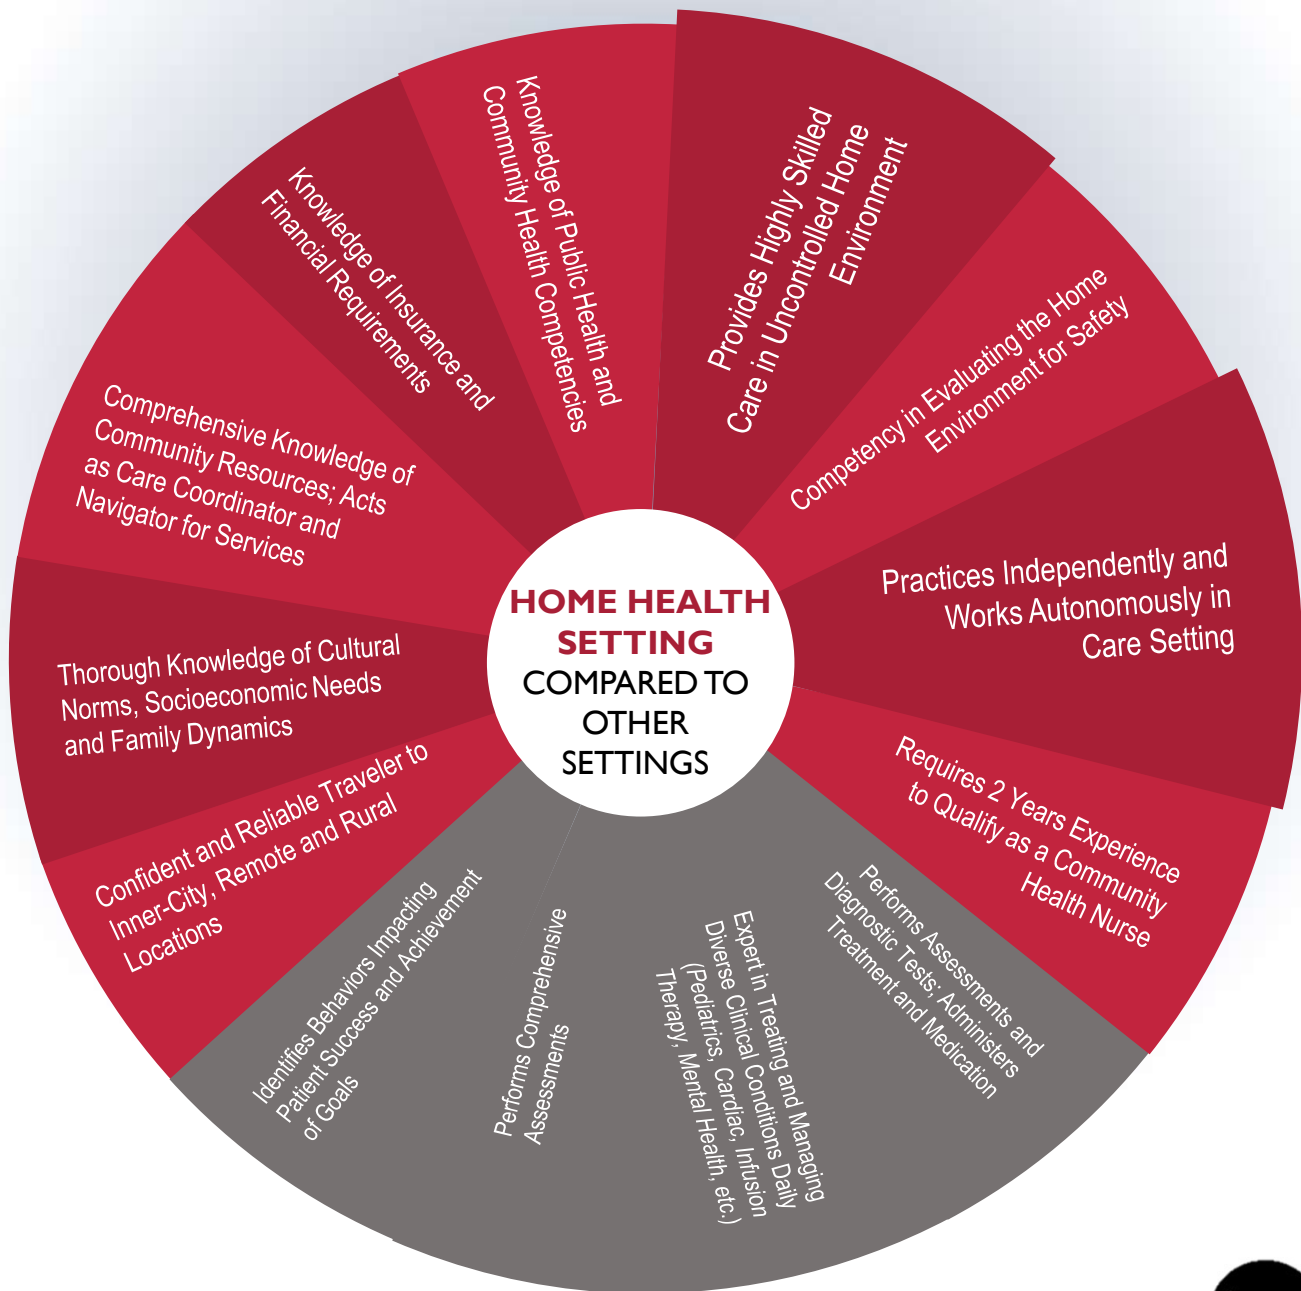 HOME HEALTH
SETTING
COMPARED TO
OTHER
SETTINGS
Provides Highly Skilled
Care in Uncontrolled Home
Environment
Competency in Evaluating the Home
Environment for Safety
Practices Independently and
Works Autonomously in
Care Setting
Requires 2 Years Experience
to Qualify as a Community
Health Nurse
Performs Assessments and
Diagnostic Tests; Administers
Treatment and Medication
Expert in Treating and Managing
Diverse Clinical Conditions Daily
(Pediatrics, Cardiac, Infusion
Therapy, Mental Health, etc.)
Performs Comprehensive
Assessments
Identifies Behaviors Impacting
Patient Success and Achievement
of Goals
Confident and Reliable Traveler to
Inner-City, Remote and Rural
Locations
Thorough Knowledge of Cultural
Norms, Socioeconomic Needs
and Family Dynamics
Comprehensive Knowledge of
Community Resources; Acts
as Care Coordinator and
Navigator for Services
Knowledge of Insurance and
Financial Requirements
Knowledge of Public Health and
Community Health Competencies